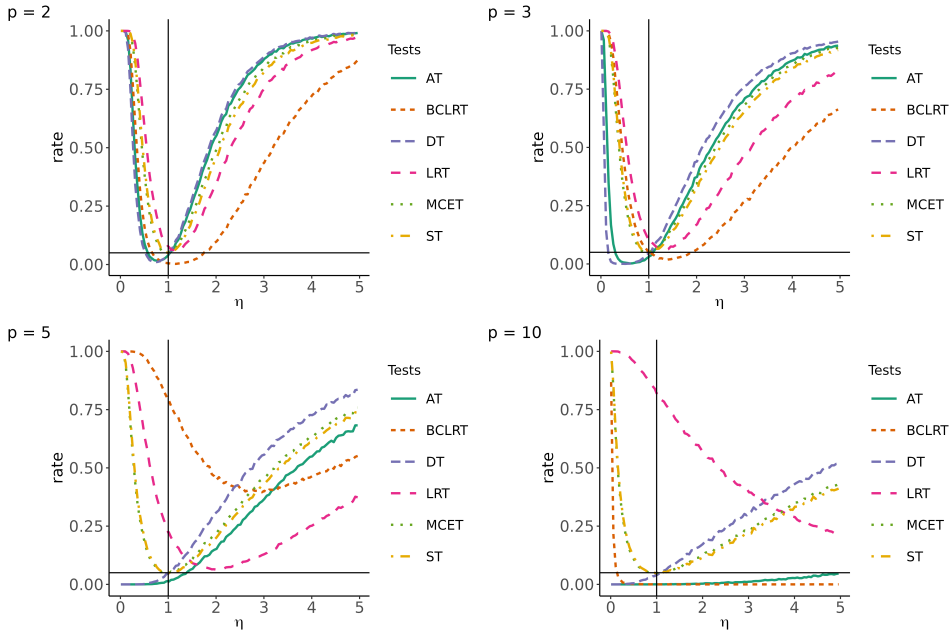 p = 2
rate
1.00
0.75
0.50
0.25
0.00
0 1 2 3 4 5
η
Tests
AT
BCLRT
DT
LRT
MCET
ST
p = 3
rate
1.00
0.75
0.50
0.25
0.00
0 1 2 3 4 5
η
Tests
AT
BCLRT
DT
LRT
MCET
ST
p = 5
rate
1.00
0.75
0.50
0.25
0.00
0 1 2 3 4 5
η
Tests
AT
BCLRT
DT
LRT
MCET
ST
p = 10
rate
1.00
0.75
0.50
0.25
0.00
0 1 2 3 4 5
η
Tests
AT
BCLRT
DT
LRT
MCET
ST